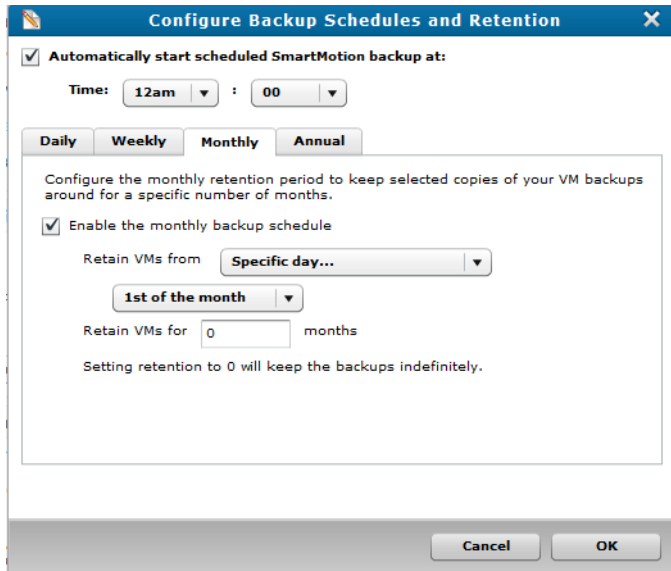 Configure Backup Schedules and Retention
Automatically start scheduled SmartMotion backup at:
Time: 12am : 00
Daily Weekly Monthly Annual
Configure the monthly retention period to keep selected copies of your VM backups
around for a specific number of months.
Enable the monthly backup schedule
Retain VMs from Specific day...
1st of the month
Retain VMs for 0 months
Setting retention to 0 will keep the backups indefinitely.
Cancel OK